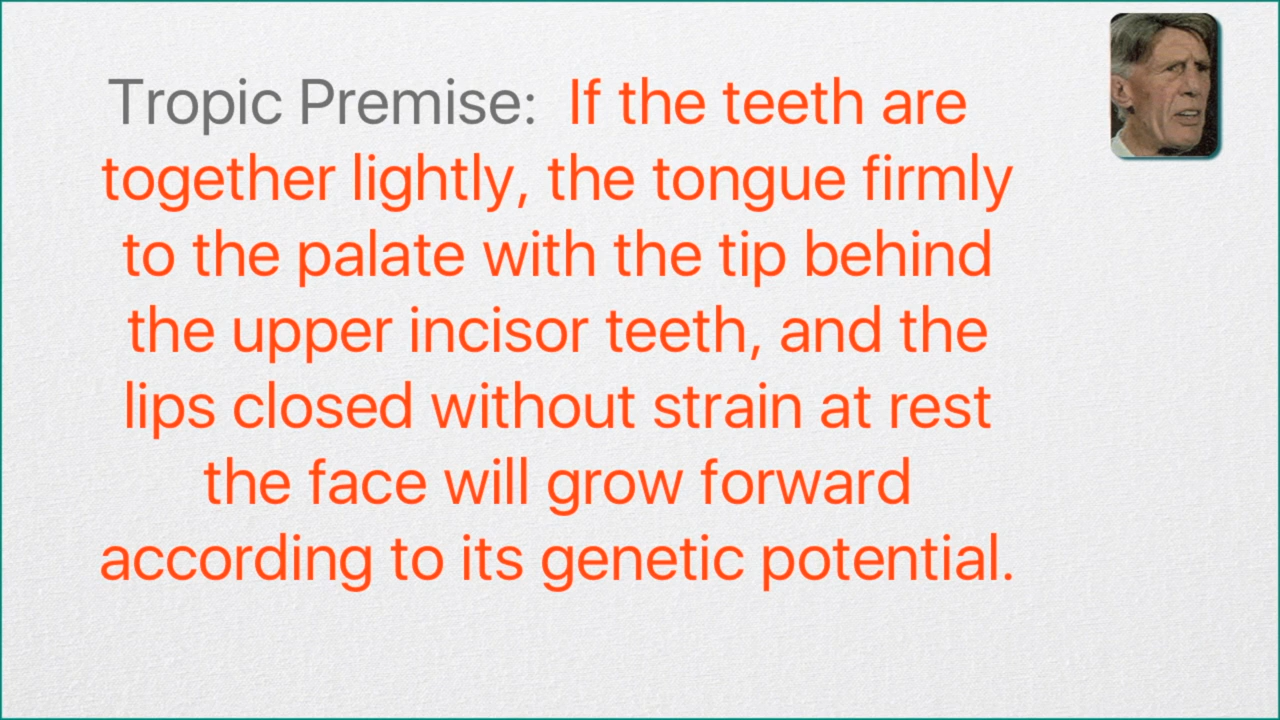 Tropic Premise: If the teeth are
together lightly, the tongue firmly
to the palate with the tip behind
the upper incisor teeth, and the
lips closed without strain at rest
the face will grow forward
according to its genetic potential.